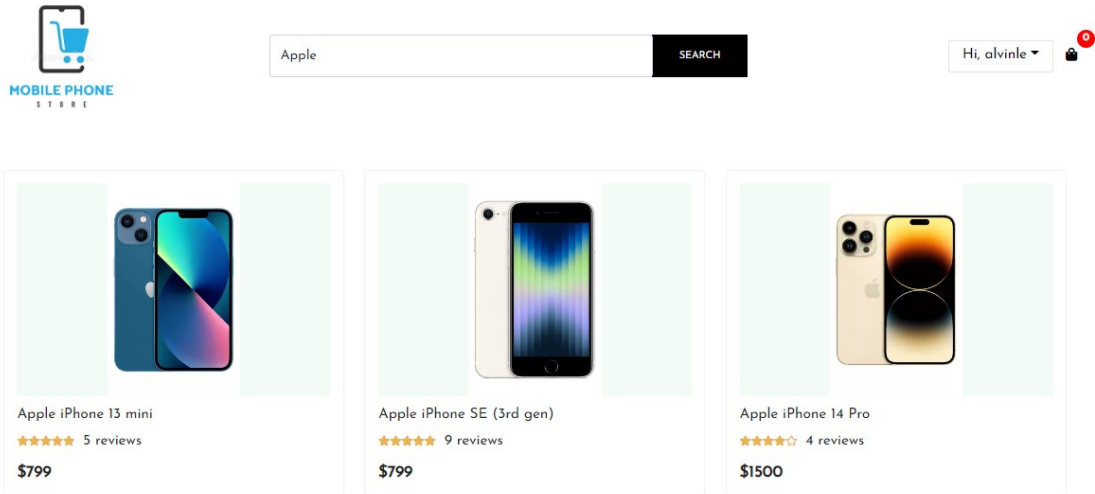 MOBILE PHONE
STORE
Apple
SEARCH
Hi, alvinle
0
Apple iPhone 13 mini
5 reviews
$799
Apple iPhone SE (3rd gen)
9 reviews
$799
Apple iPhone 14 Pro
4 reviews
$1500